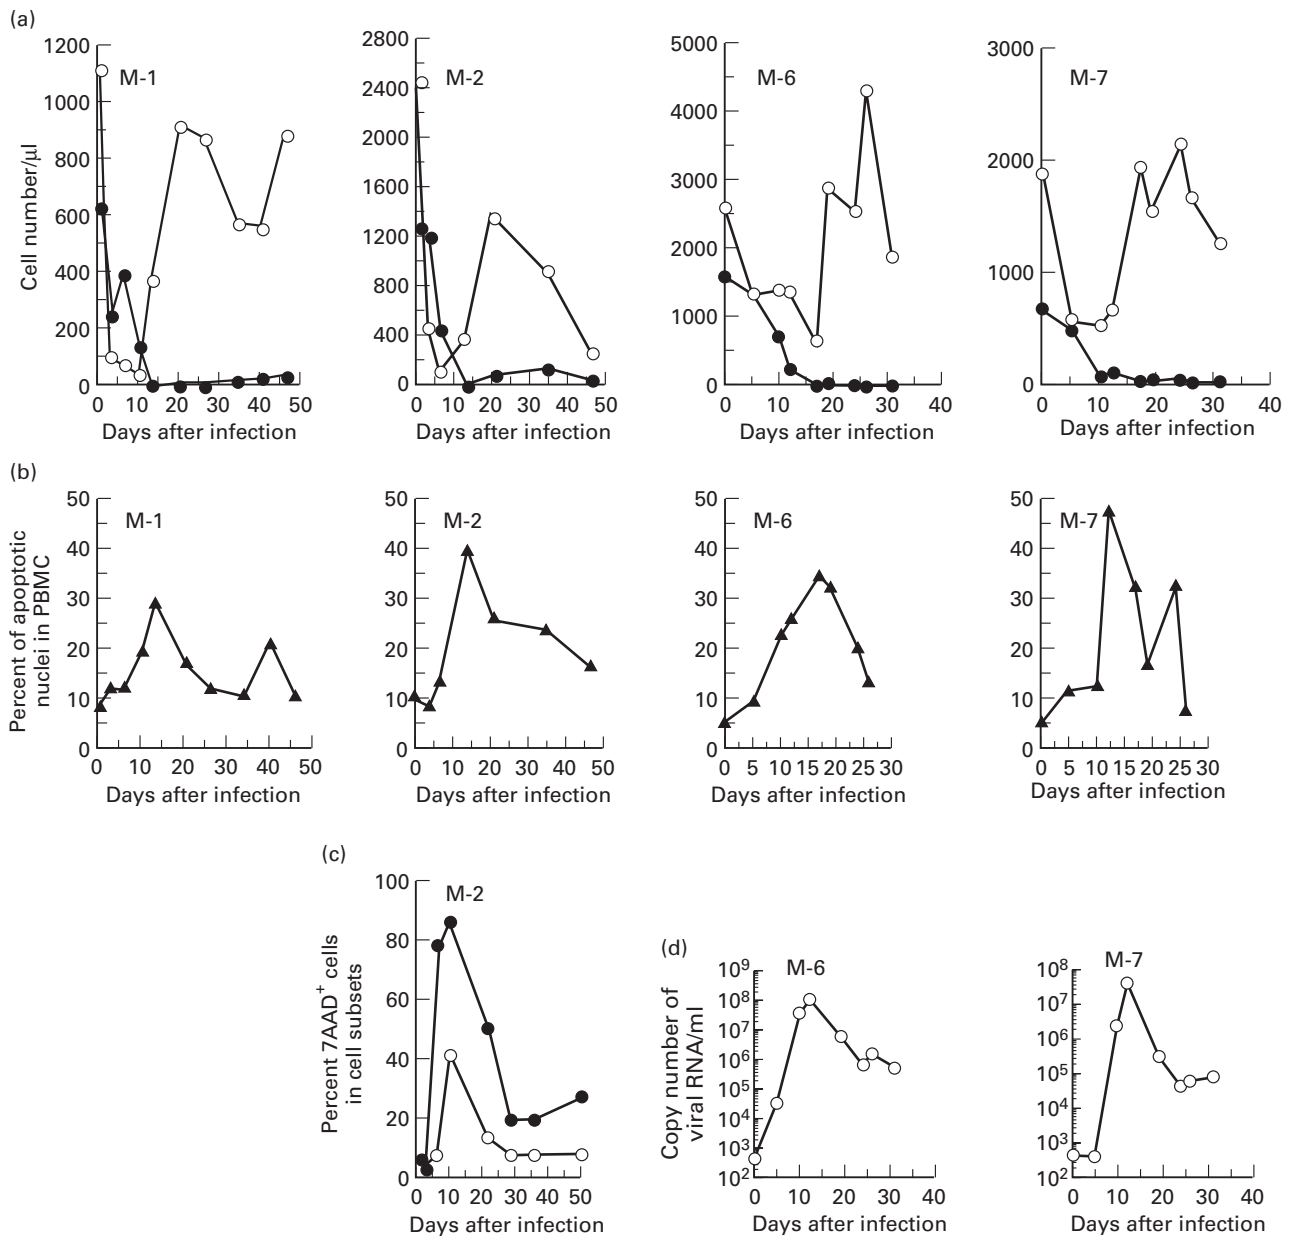 (a)
1200
1000
800
600
400
200
0
Cell number/µl
M-1
0 10 20 30 40 50
Days after infection
2800
2400
2000
1600
1200
800
400
0
M-2
0 10 20 30 40 50
Days after infection
5000
4000
3000
2000
1000
0
M-6
0 10 20 30 40
Days after infection
3000
2000
1000
0
M-7
0 10 20 30 40
Days after infection
(b)
50
40
30
20
10
0
Percent of apoptotic
nuclei in PBMC
M-1
0 10 20 30 40 50
Days after infection
50
40
30
20
10
0
M-2
0 10 20 30 40 50
Days after infection
50
40
30
20
10
0
M-6
0 5 10 15 20 25 30
Days after infection
50
40
30
20
10
0
M-7
0 5 10 15 20 25 30
Days after infection
(c)
100
80
60
40
20
0
Percent 7AAD⁺ cells
in cell subsets
M-2
0 10 20 30 40 50
Days after infection
(d)
10⁹
10⁸
10⁷
10⁶
10⁵
10⁴
10³
10²
Copy number of
viral RNA/ml
M-6
0 10 20 30 40
Days after infection
10⁸
10⁷
10⁶
10⁵
10⁴
10³
10²
M-7
0 10 20 30 40
Days after infection